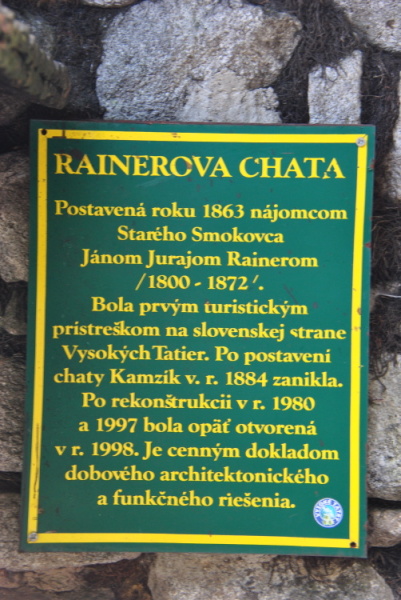 RAINEROVA CHATA
Postavená roku 1863 nájomcom
Starého Smokovca
Jánom Jurajom Rainerom
/1800 - 1872/.
Bola prvým turistickým
prístreškom na slovenskej strane
Vysokých Tatier. Po postavení
chaty Kamzík v. r. 1884 zanikla.
Po rekonštrukcii v r. 1980
a 1997 bola opäť otvorená
v r. 1998. Je cenným dokladom
dobového architektonického
a funkčného riešenia.